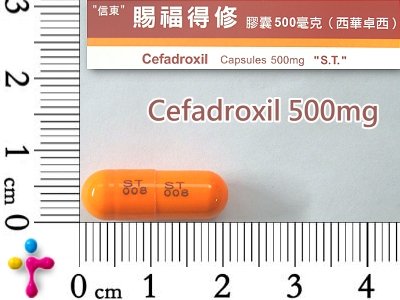 "信東" 賜福得修 膠囊500毫克（西華卓西）
Cefadroxil Capsules 500mg "S.T."
Cefadroxil 500mg
ST 008 ST 008
3
2
1
cm
0
0 cm 1 2 3 4